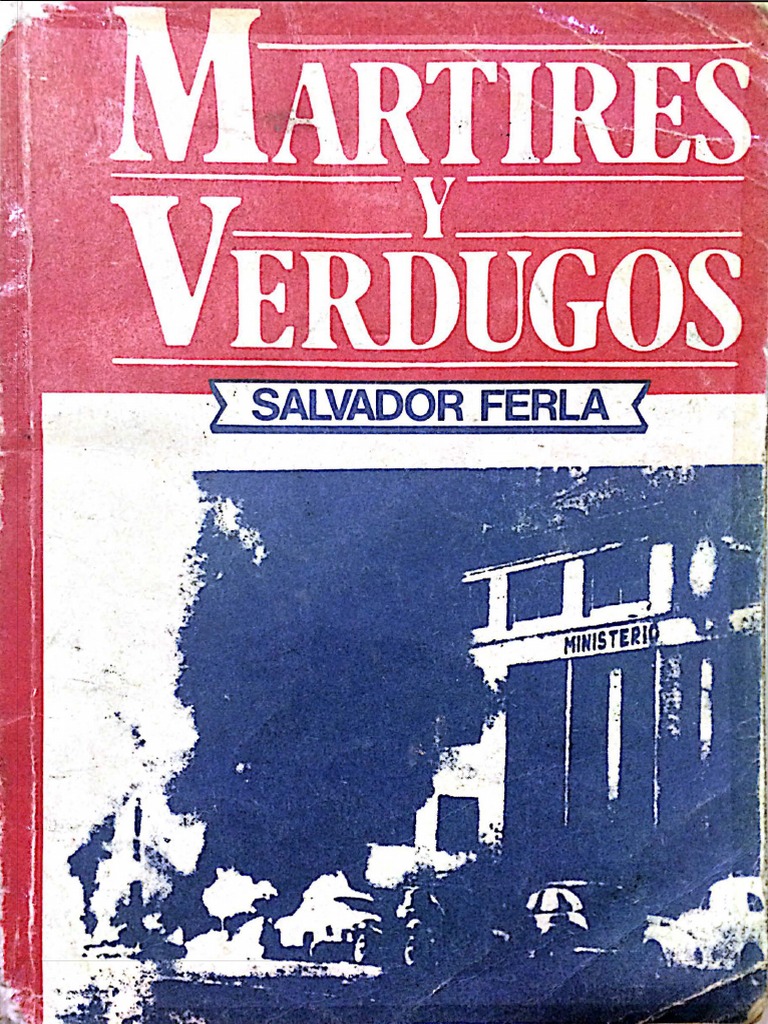 MARTIRES
Y
VERDUGOS
SALVADOR FERLA
MINISTERIO